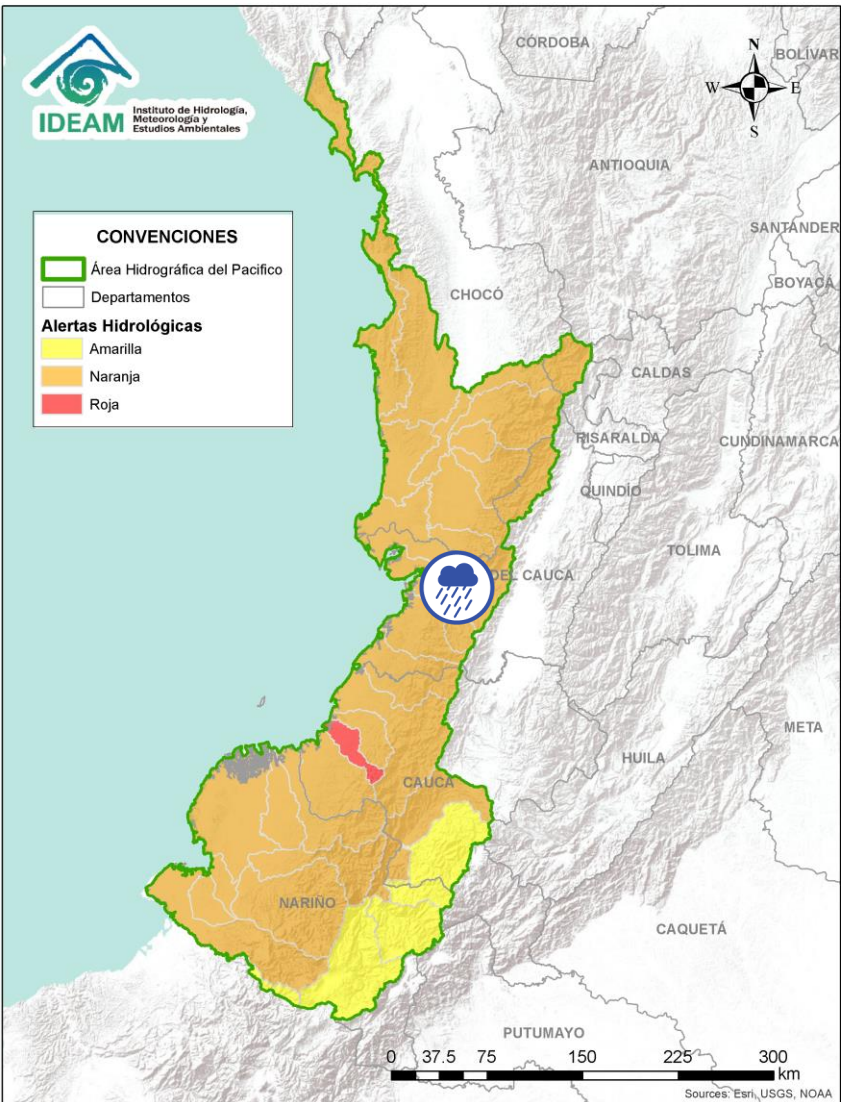 IDEAM
Instituto de Hidrología,
Meteorología y
Estudios Ambientales
N
W
E
S
CÓRDOBA
BOLIVAR
ANTIOQUIA
SANTANDER
BOYACÁ
CHOCÓ
CALDAS
RISARALDA
CUNDINAMARCA
QUINDÍO
TOLIMA
DEL CAUCA
META
HUILA
CAUCA
NARIÑO
CAQUETÁ
PUTUMAYO
CONVENCIONES
Área Hidrográfica del Pacifico
Departamentos
Alertas Hidrológicas
Amarilla
Naranja
Roja
0 37.5 75 150 225 300
km
Sources: Esri, USGS, NOAA